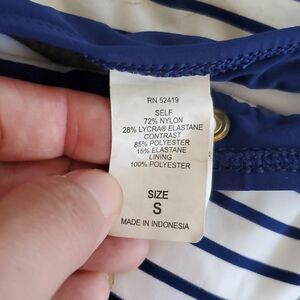 RN 52419
SELF
72% NYLON
28% LYCRA® ELASTANE
CONTRAST
85% POLYESTER
15% ELASTANE
LINING
100% POLYESTER
SIZE
S
MADE IN INDONESIA